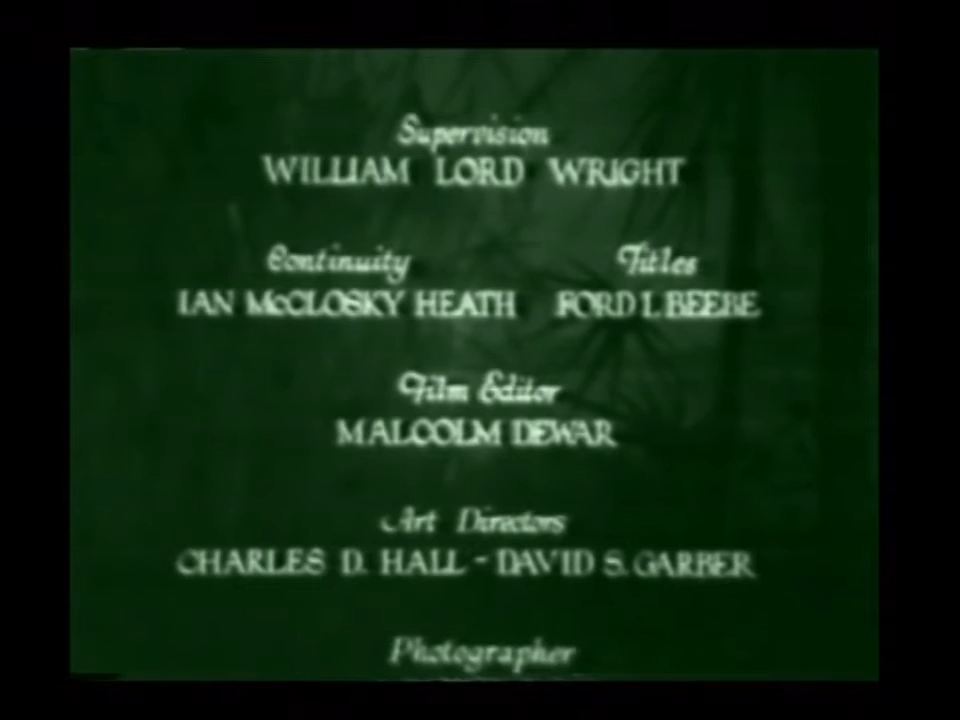 Supervision
WILLIAM LORD WRIGHT
Continuity Titles
IAN McCLOSKY HEATH FORD I. BEEBE
Film Editor
MALCOLM DEWAR
Art Directors
CHARLES D. HALL - DAVID S. GARBER
Photographer